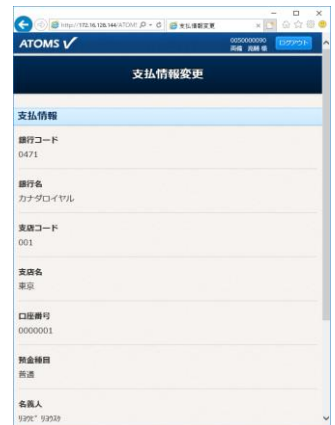 http://172.16.128.144/ATOM
支払情報変更
ATOMS
0050000090
ログアウト
支払情報変更
支払情報
銀行コード
0471
銀行名
カナダロイヤル
支店コード
001
支店名
東京
口座番号
0000001
預金種目
普通
名義人